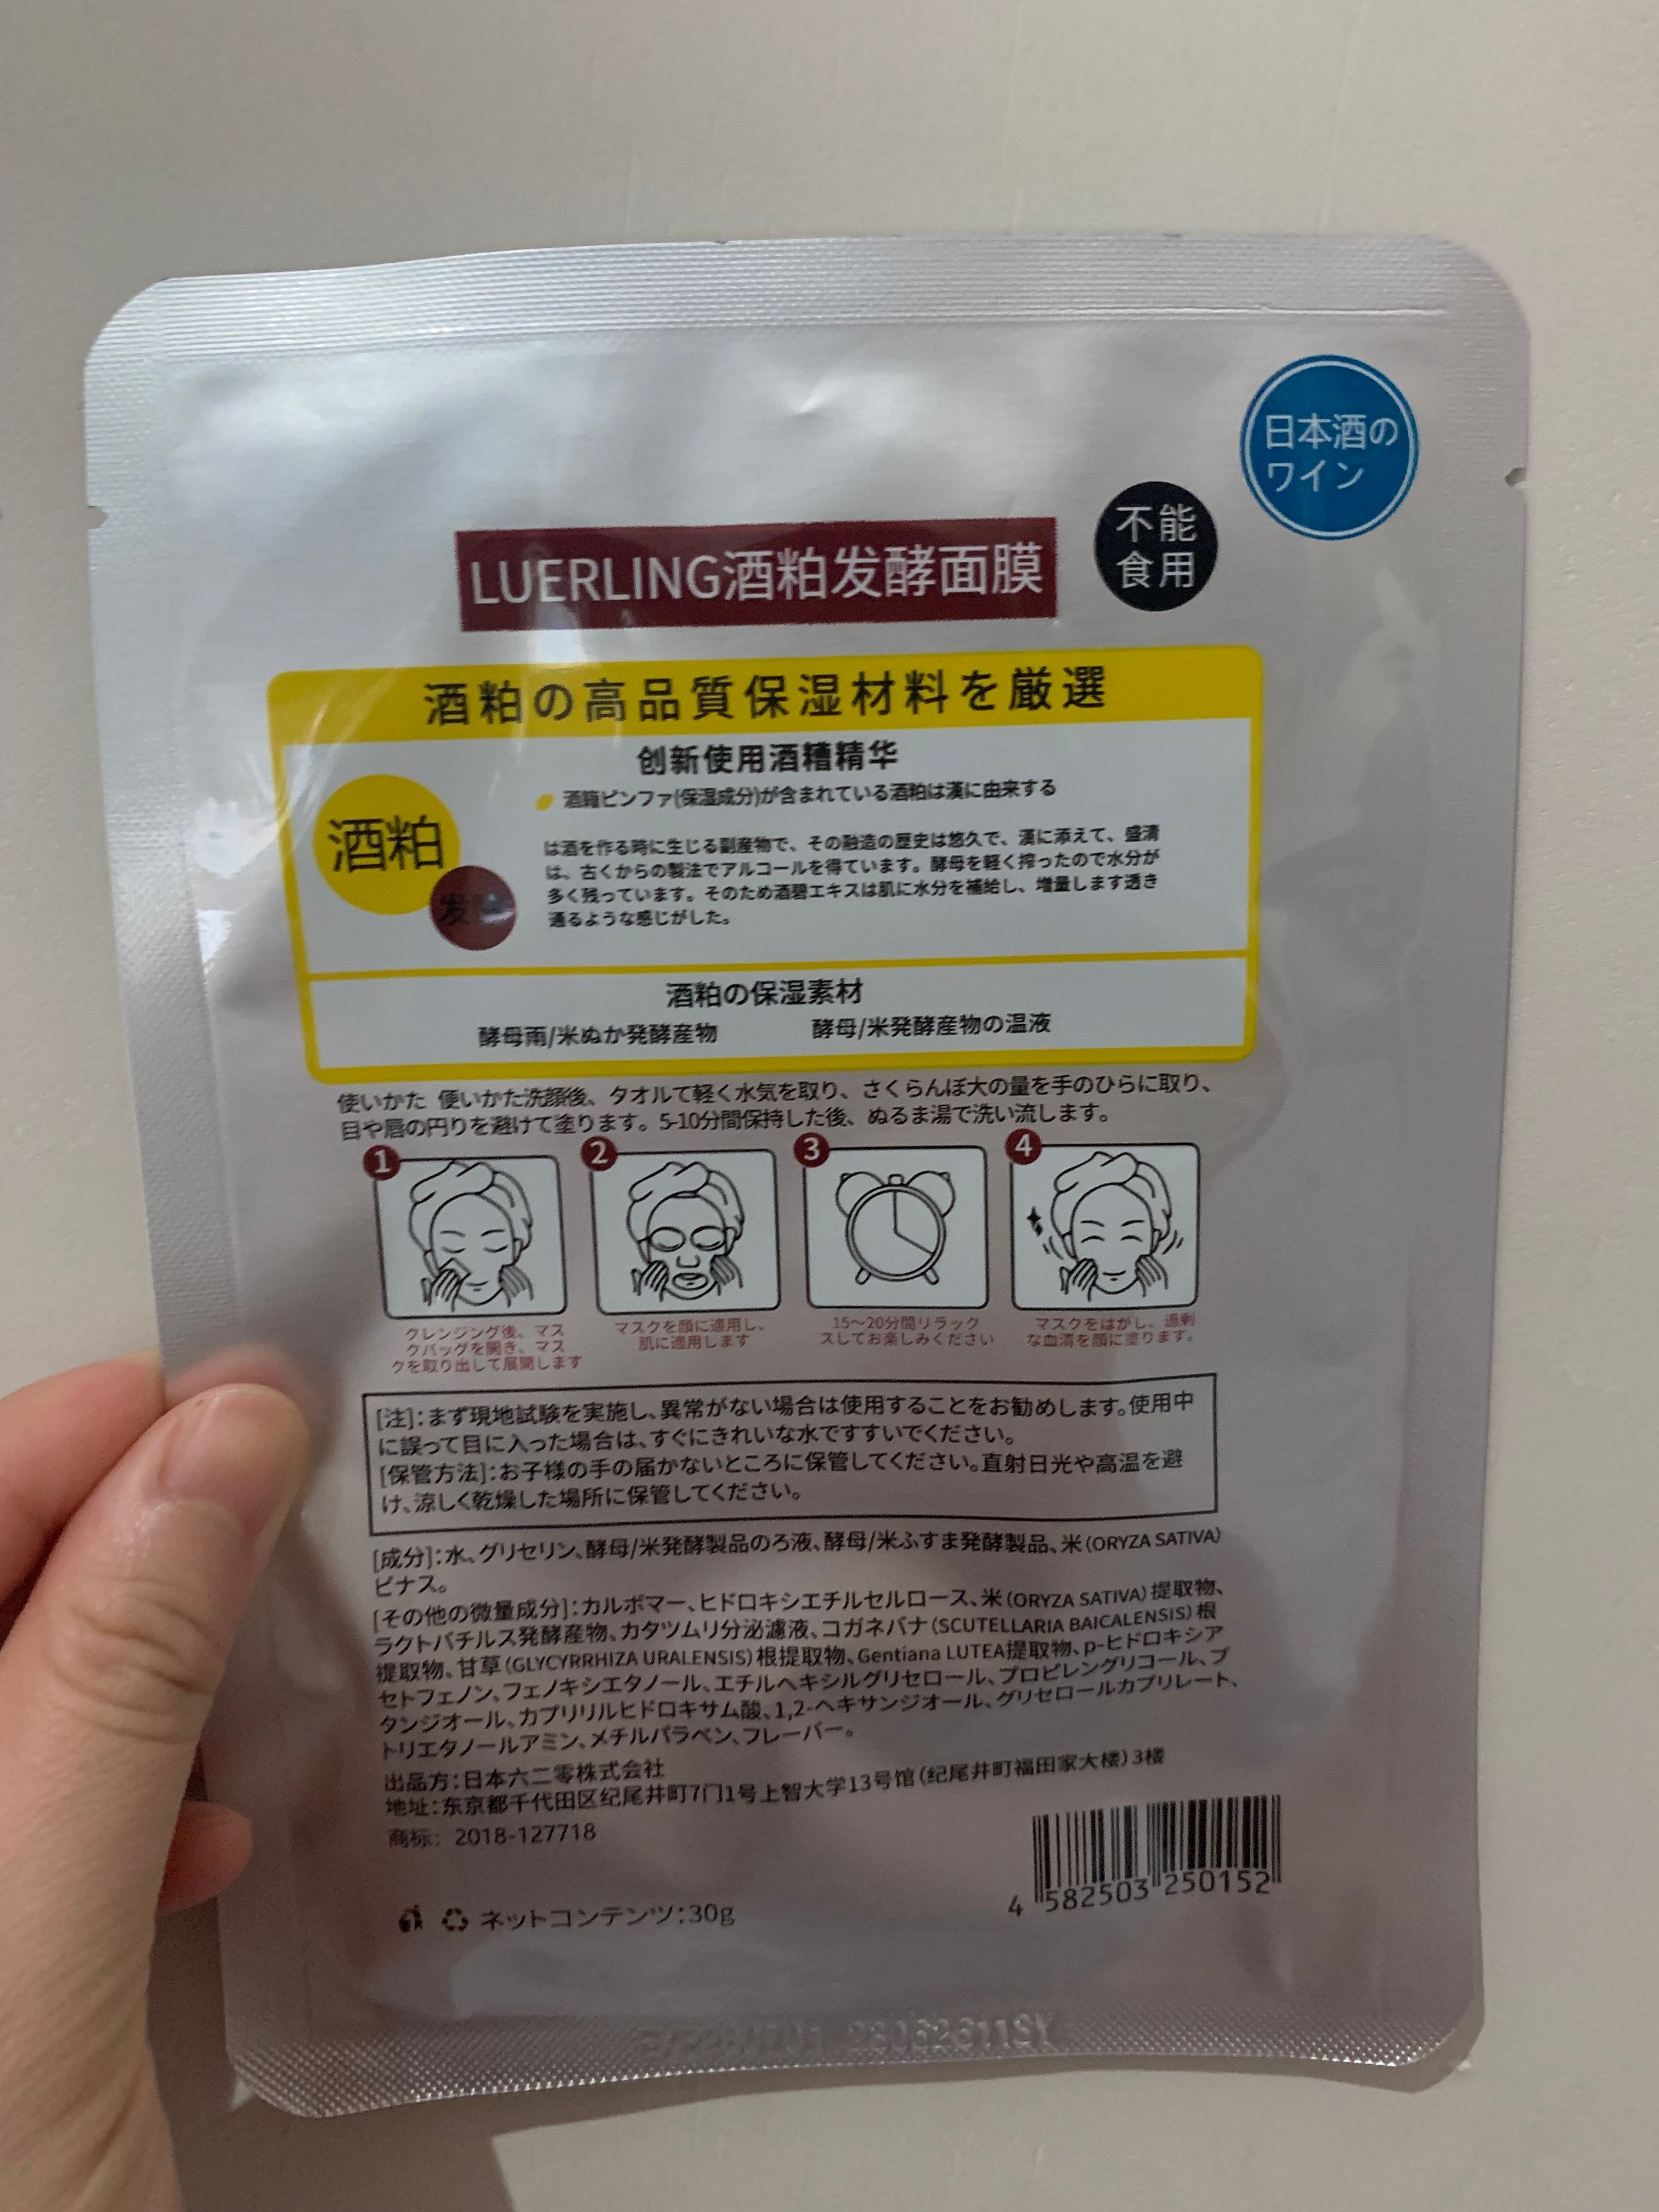 日本酒の
ワイン
不能
食用
LUERLING酒粕发酵面膜
酒粕の高品質保湿材料を厳選
创新使用酒糟精华
酒粕
酒籍ピンファ(保湿成分)が含まれている酒粕は漢に由来する
は酒を作る時に生じる副産物で、その融造の歴史は悠久で、漢に添えて、盛清
は、古くからの製法でアルコールを得ています。酵母を軽く搾ったので水分が
多く残っています。そのため酒碧エキスは肌に水分を補給し、増量します透き
通るような感じがした。
发
酒粕の保湿素材
酵母雨/米ぬか発酵産物 酵母/米発酵産物の温液
使いがた 使いがた洗顔後、タオルて軽く水気を取り、さくらんぼ大の量を手のひらに取り、
目や唇の円りを避けて塗ります。5-10分間保持した後、ぬるま湯で洗い流します。
1 2 3 4
クレンジング後、マス
クバッグを開き、マス
クを取り出して展開します
マスクを顔に適用し、
肌に適用します
15～20分間リラック
スしてお楽しみください
マスクをはがし、過剰
な血清を顔に塗ります。
[注]：まず現地試験を実施し、異常がない場合は使用することをお勧めします。使用中
に誤って目に入った場合は、すぐにきれいな水ですすいでください。
[保管方法]：お子様の手の届かないところに保管してください。直射日光や高温を避
け、涼しく乾燥した場所に保管してください。
[成分]：水、グリセリン、酵母/米発酵製品のろ液、酵母/米ふすま発酵製品、米(ORYZA SATIVA)
ビナス。
[その他の微量成分]：カルボマー、ヒドロキシエチルセルロース、米(ORYZA SATIVA)提取物、
ラクトバチルス発酵産物、カタツムリ分泌濾液、コガネバナ(SCUTELLARIA BAICALENSIS)根
提取物、甘草(GLYCYRRHIZA URALENSIS)根提取物、Gentiana LUTEA提取物、p-ヒドロキシア
セトフェノン、フェノキシエタノール、エチルヘキシルグリセロール、プロピレングリコール、ブ
タンジオール、カプリリルヒドロキサム酸、1,2-ヘキサンジオール、グリセロールカプリレート、
トリエタノールアミン、メチルパラベン、フレーバー。
出品方：日本六二零株式会社
地址：东京都千代田区纪尾井町7门1号上智大学13号馆(纪尾井町福田家大楼)3楼
商标：2018-127718
ネットコンテンツ：30g
4 582503 250152